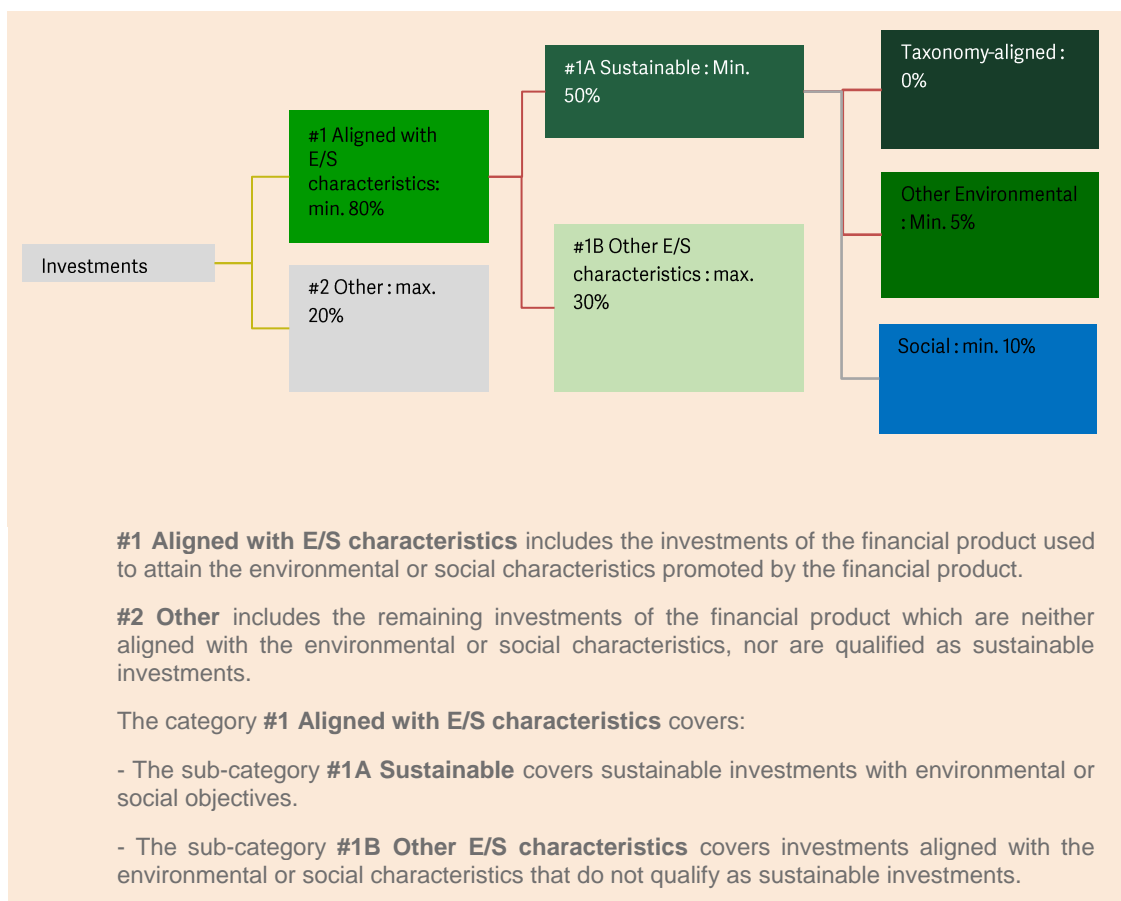 Investments
#1 Aligned with
E/S
characteristics:
min. 80%
#2 Other : max.
20%
#1A Sustainable : Min.
50%
#1B Other E/S
characteristics : max.
30%
Taxonomy-aligned :
0%
Other Environmental
: Min. 5%
Social : min. 10%
#1 Aligned with E/S characteristics includes the investments of the financial product used
to attain the environmental or social characteristics promoted by the financial product.
#2 Other includes the remaining investments of the financial product which are neither
aligned with the environmental or social characteristics, nor are qualified as sustainable
investments.
The category #1 Aligned with E/S characteristics covers:
- The sub-category #1A Sustainable covers sustainable investments with environmental or
social objectives.
- The sub-category #1B Other E/S characteristics covers investments aligned with the
environmental or social characteristics that do not qualify as sustainable investments.